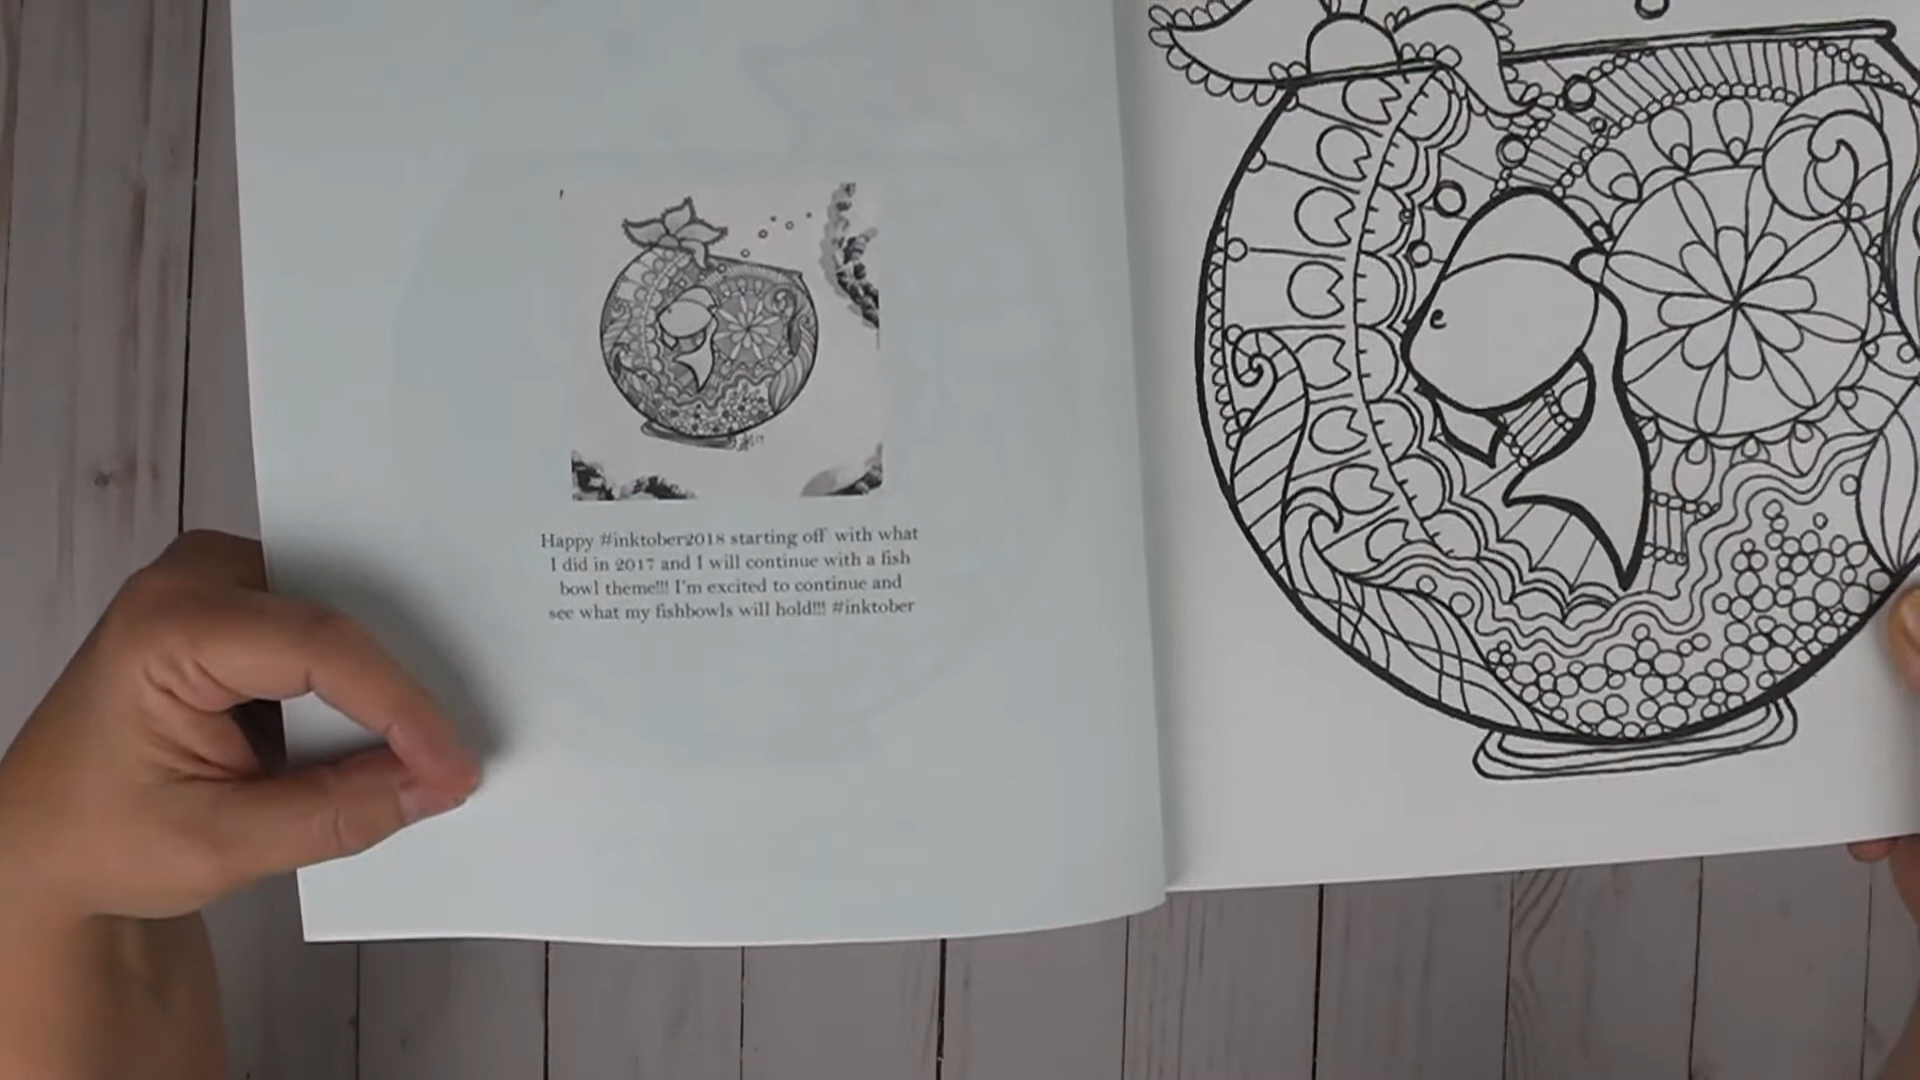 Happy #inktober2018 starting off with what
I did in 2017 and I will continue with a fish
bowl theme!!! I'm excited to continue and
see what my fishbowls will hold!!! #inktober